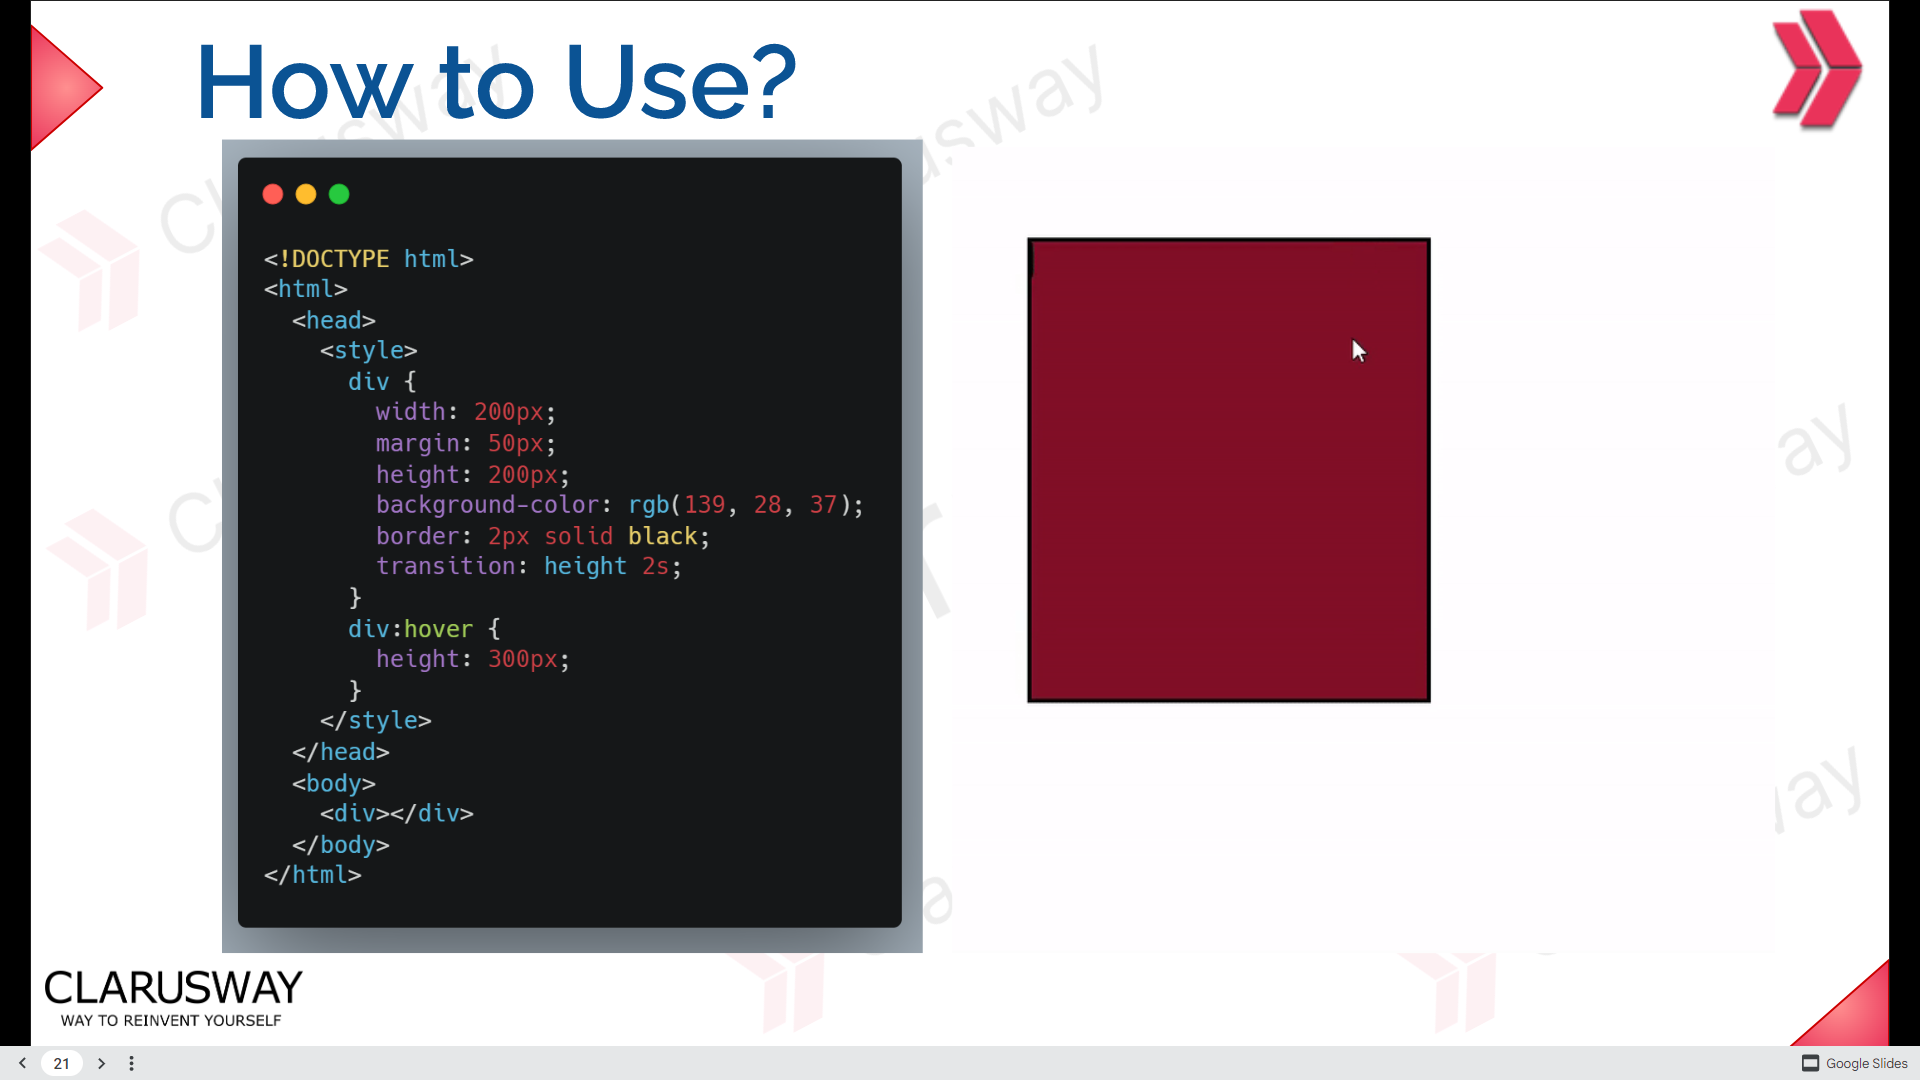 How to Use?
<!DOCTYPE html>
<html>
  <head>
    <style>
      div {
        width: 200px;
        margin: 50px;
        height: 200px;
        background-color: rgb(139, 28, 37);
        border: 2px solid black;
        transition: height 2s;
      }
      div:hover {
        height: 300px;
      }
    </style>
  </head>
  <body>
    <div></div>
  </body>
</html>
CLARUSWAY
WAY TO REINVENT YOURSELF
21
Google Slides